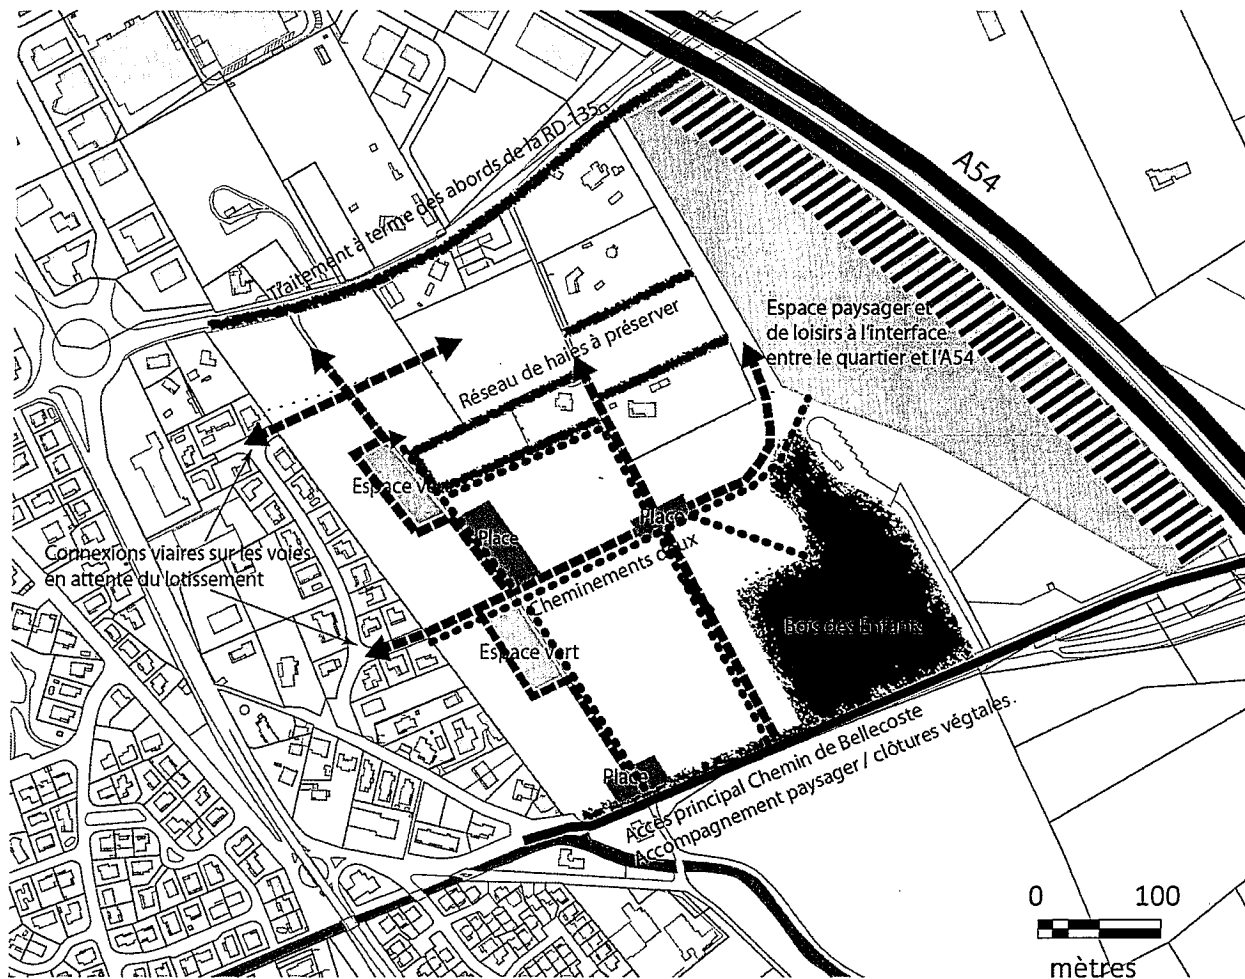 A54
Traitement à terme des abords de la RD 135
Espace paysager et
de loisirs à l'interface
entre le quartier et l'A54
Réseau de haies à préserver
Espace vert
Place
Place
Connexions viaires sur les voies
en attente du lotissement
Cheminements doux
Bois des Enfants
Espace vert
Place
Accès principal Chemin de Bellecoste
Accompagnement paysager / clôtures végtales.
0 100
mètres